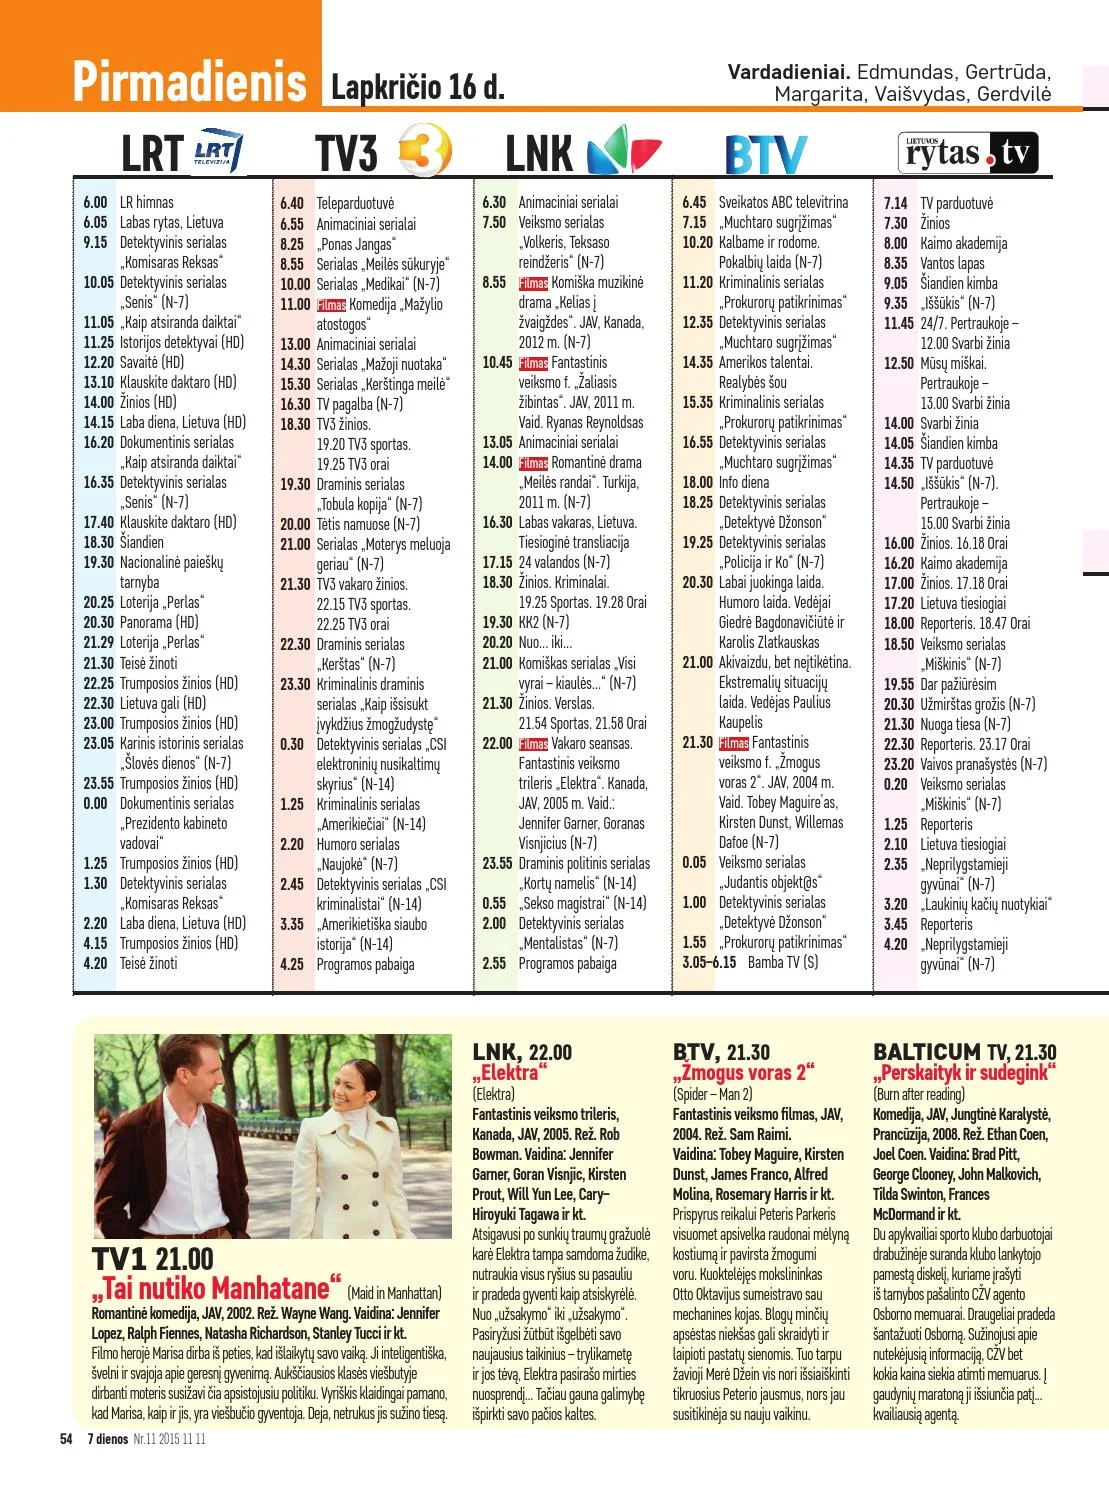 Pirmadienis Lapkričio 16 d.
Vardadieniai. Edmundas, Gertrūda,
Margarita, Vaišvydas, Gerdvilė
LRT LRT TELEVIZIJA
6.00 LR himnas
6.05 Labas rytas, Lietuva
9.15 Detektyvinis serialas
„Komisaras Reksas“
10.05 Detektyvinis serialas
„Senis“ (N-7)
11.05 „Kaip atsiranda daiktai“
11.25 Istorijos detektyvai (HD)
12.20 Savaitė (HD)
13.10 Klauskite daktaro (HD)
14.00 Žinios (HD)
14.15 Laba diena, Lietuva (HD)
16.20 Dokumentinis serialas
„Kaip atsiranda daiktai“
16.35 Detektyvinis serialas
„Senis“ (N-7)
17.40 Klauskite daktaro (HD)
18.30 Šiandien
19.30 Nacionalinė paieškų
tarnyba
20.25 Loterija „Perlas“
20.30 Panorama (HD)
21.29 Loterija „Perlas“
21.30 Teisė žinoti
22.25 Trumposios žinios (HD)
22.30 Lietuva gali (HD)
23.00 Trumposios žinios (HD)
23.05 Karinis istorinis serialas
„Šlovės dienos“ (N-7)
23.55 Trumposios žinios (HD)
0.00 Dokumentinis serialas
„Prezidento kabineto
vadovai“
1.25 Trumposios žinios (HD)
1.30 Detektyvinis serialas
„Komisaras Reksas“
2.20 Laba diena, Lietuva (HD)
4.15 Trumposios žinios (HD)
4.20 Teisė žinoti
TV3 3
6.40 Teleparduotuvė
6.55 Animaciniai serialai
8.25 „Ponas Jangas“
8.55 Serialas „Meilės sūkuryje“
10.00 Serialas „Medikai“ (N-7)
11.00 Filmas Komedija „Mažylio
atostogos“
13.00 Animaciniai serialai
14.30 Serialas „Mažoji nuotaka“
15.30 Serialas „Kerštinga meilė“
16.30 TV pagalba (N-7)
18.30 TV3 žinios.
19.20 TV3 sportas.
19.25 TV3 orai
19.30 Draminis serialas
„Tobula kopija“ (N-7)
20.00 Tėtis namuose (N-7)
21.00 Serialas „Moterys meluoja
geriau“ (N-7)
21.30 TV3 vakaro žinios.
22.15 TV3 sportas.
22.25 TV3 orai
22.30 Draminis serialas
„Kerštas“ (N-7)
23.30 Kriminalinis draminis
serialas „Kaip išsisukt
įvykdžius žmogžudystę“
0.30 Detektyvinis serialas „CSI
elektroninių nusikaltimų
skyrius“ (N-14)
1.25 Kriminalinis serialas
„Amerikiečiai“ (N-14)
2.20 Humoro serialas
„Naujokė“ (N-7)
2.45 Detektyvinis serialas „CSI
kriminalistai“ (N-14)
3.35 „Amerikietiška siaubo
istorija“ (N-14)
4.25 Programos pabaiga
LNK
6.30 Animaciniai serialai
7.50 Veiksmo serialas
„Volkeris, Teksaso
reindžeris“ (N-7)
8.55 Filmas Komiška muzikinė
drama „Kelias į
žvaigždes“. JAV, Kanada,
2012 m. (N-7)
10.45 Filmas Fantastinis
veiksmo f. „Žaliasis
žibintas“. JAV, 2011 m.
Vaid. Ryanas Reynoldsas
13.05 Animaciniai serialai
14.00 Filmas Romantinė drama
„Meilės randai“. Turkija,
2011 m. (N-7)
16.30 Labas vakaras, Lietuva.
Tiesioginė transliacija
17.15 24 valandos (N-7)
18.30 Žinios. Kriminalai.
19.25 Sportas. 19.28 Orai
19.30 KK2 (N-7)
20.20 Nuo... iki...
21.00 Komiškas serialas „Visi
vyrai – kiaulės...“ (N-7)
21.30 Žinios. Verslas.
21.54 Sportas. 21.58 Orai
22.00 Filmas Vakaro seansas.
Fantastinis veiksmo
trileris „Elektra“. Kanada,
JAV, 2005 m. Vaid.:
Jennifer Garner, Goranas
Visnjicius (N-7)
23.55 Draminis politinis serialas
„Kortų namelis“ (N-14)
0.55 „Sekso magistrai“ (N-14)
2.00 Detektyvinis serialas
„Mentalistas“ (N-7)
2.55 Programos pabaiga
BTV
6.45 Sveikatos ABC televitrina
7.15 „Muchtaro sugrįžimas“
10.20 Kalbame ir rodome.
Pokalbių laida (N-7)
11.20 Kriminalinis serialas
„Prokurorų patikrinimas“
12.35 Detektyvinis serialas
„Muchtaro sugrįžimas“
14.35 Amerikos talentai.
Realybės šou
15.35 Kriminalinis serialas
„Prokurorų patikrinimas“
16.55 Detektyvinis serialas
„Muchtaro sugrįžimas“
18.00 Info diena
18.25 Detektyvinis serialas
„Detektyvė Džonson“
19.25 Detektyvinis serialas
„Policija ir Ko“ (N-7)
20.30 Labai juokinga laida.
Humoro laida. Vedėjai
Giedrė Bagdonavičiūtė ir
Karolis Zlatkauskas
21.00 Akivaizdu, bet neįtikėtina.
Ekstremalių situacijų
laida. Vedėjas Paulius
Kaupelis
21.30 Filmas Fantastinis
veiksmo f. „Žmogus
voras 2“. JAV, 2004 m.
Vaid. Tobey Maguire’as,
Kirsten Dunst, Willemas
Dafoe (N-7)
0.05 Veiksmo serialas
„Judantis objekt@s“
1.00 Detektyvinis serialas
„Detektyvė Džonson“
1.55 „Prokurorų patikrinimas“
3.05–6.15 Bamba TV (S)
LIETUVOS rytas.tv
7.14 TV parduotuvė
7.30 Žinios
8.00 Kaimo akademija
8.35 Vantos lapas
9.05 Šiandien kimba
9.35 „Iššūkis“ (N-7)
11.45 24/7. Pertraukoje –
12.00 Svarbi žinia
12.50 Mūsų miškai.
Pertraukoje –
13.00 Svarbi žinia
14.00 Svarbi žinia
14.05 Šiandien kimba
14.35 TV parduotuvė
14.50 „Iššūkis“ (N-7).
Pertraukoje –
15.00 Svarbi žinia
16.00 Žinios. 16.18 Orai
16.20 Kaimo akademija
17.00 Žinios. 17.18 Orai
17.20 Lietuva tiesiogiai
18.00 Reporteris. 18.47 Orai
18.50 Veiksmo serialas
„Miškinis“ (N-7)
19.55 Dar pažiūrėsim
20.30 Užmirštas grožis (N-7)
21.30 Nuoga tiesa (N-7)
22.30 Reporteris. 23.17 Orai
23.20 Vaivos pranašystės (N-7)
0.20 Veiksmo serialas
„Miškinis“ (N-7)
1.25 Reporteris
2.10 Lietuva tiesiogiai
2.35 „Neprilygstamieji
gyvūnai“ (N-7)
3.20 „Laukinių kačių nuotykiai“
3.45 Reporteris
4.20 „Neprilygstamieji
gyvūnai“ (N-7)
TV1 21.00
„Tai nutiko Manhatane“ (Maid in Manhattan)
Romantinė komedija, JAV, 2002. Rež. Wayne Wang. Vaidina: Jennifer
Lopez, Ralph Fiennes, Natasha Richardson, Stanley Tucci ir kt.
Filmo herojė Marisa dirba iš peties, kad išlaikytų savo vaiką. Ji inteligentiška,
švelni ir svajoja apie geresnį gyvenimą. Aukščiausios klasės viešbutyje
dirbanti moteris susižavi čia apsistojusiu politiku. Vyriškis klaidingai pamano,
kad Marisa, kaip ir jis, yra viešbučio gyventoja. Deja, netrukus jis sužino tiesą.
LNK, 22.00
„Elektra“
(Elektra)
Fantastinis veiksmo trileris,
Kanada, JAV, 2005. Rež. Rob
Bowman. Vaidina: Jennifer
Garner, Goran Visnjic, Kirsten
Prout, Will Yun Lee, Cary–
Hiroyuki Tagawa ir kt.
Atsigavusi po sunkių traumų gražuolė
karė Elektra tampa samdoma žudike,
nutraukia visus ryšius su pasauliu
ir pradeda gyventi kaip atsiskyrėlė.
Nuo „užsakymo“ iki „užsakymo“.
Pasiryžusi žūtbūt išgelbėti savo
naujausius taikinius – trylikametę
ir jos tėvą, Elektra pasirašo mirties
nuosprendį... Tačiau gauna galimybę
išpirkti savo pačios kaltes.
BTV, 21.30
„Žmogus voras 2“
(Spider – Man 2)
Fantastinis veiksmo filmas, JAV,
2004. Rež. Sam Raimi.
Vaidina: Tobey Maguire, Kirsten
Dunst, James Franco, Alfred
Molina, Rosemary Harris ir kt.
Prispyrus reikalui Peteris Parkeris
visuomet apsivelka raudonai mėlyną
kostiumą ir pavirsta žmogumi
voru. Kuoktelėjęs mokslininkas
Otto Oktavijus sumeistravo sau
mechanines kojas. Blogų minčių
apsėstas niekšas gali skraidyti ir
laipioti pastatų sienomis. Tuo tarpu
žavioji Merė Džein vis nori išsiaiškinti
tikruosius Peterio jausmus, nors jau
susitikinėja su nauju vaikinu.
BALTICUM TV, 21.30
„Perskaityk ir sudegink“
(Burn after reading)
Komedija, JAV, Jungtinė Karalystė,
Prancūzija, 2008. Rež. Ethan Coen,
Joel Coen. Vaidina: Brad Pitt,
George Clooney, John Malkovich,
Tilda Swinton, Frances
McDormand ir kt.
Du apykvailiai sporto klubo darbuotojai
drabužinėje suranda klubo lankytojo
pamestą diskelį, kuriame įrašyti
iš tarnybos pašalinto CŽV agento
Osborno memuarai. Draugeliai pradeda
šantažuoti Osborną. Sužinojusi apie
nutekėjusią informaciją, CŽV bet
kokia kaina siekia atimti memuarus. Į
gaudynių maratoną ji išsiunčia patį...
kvailiausią agentą.
54 7 dienos Nr.11 2015 11 11